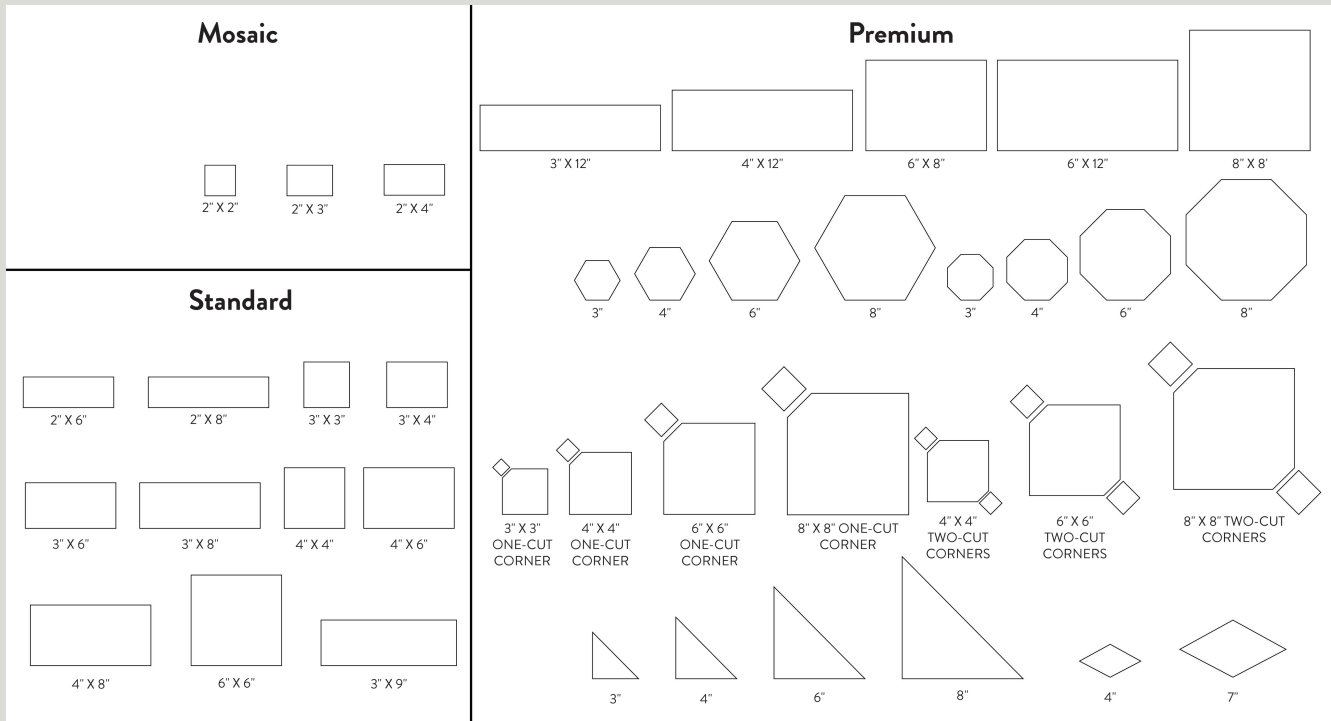 Mosaic
2" X 2"
2" X 3"
2" X 4"
Standard
2" X 6"
2" X 8"
3" X 3"
3" X 4"
3" X 6"
3" X 8"
4" X 4"
4" X 6"
4" X 8"
6" X 6"
3" X 9"
Premium
3" X 12"
4" X 12"
6" X 8"
6" X 12"
8" X 8'
3"
4"
6"
8"
3"
4"
6"
8"
3" X 3"
ONE-CUT
CORNER
4" X 4"
ONE-CUT
CORNER
6" X 6"
ONE-CUT
CORNER
8" X 8" ONE-CUT
CORNER
4" X 4"
TWO-CUT
CORNERS
6" X 6"
TWO-CUT
CORNERS
8" X 8" TWO-CUT
CORNERS
3"
4"
6"
8"
4"
7"